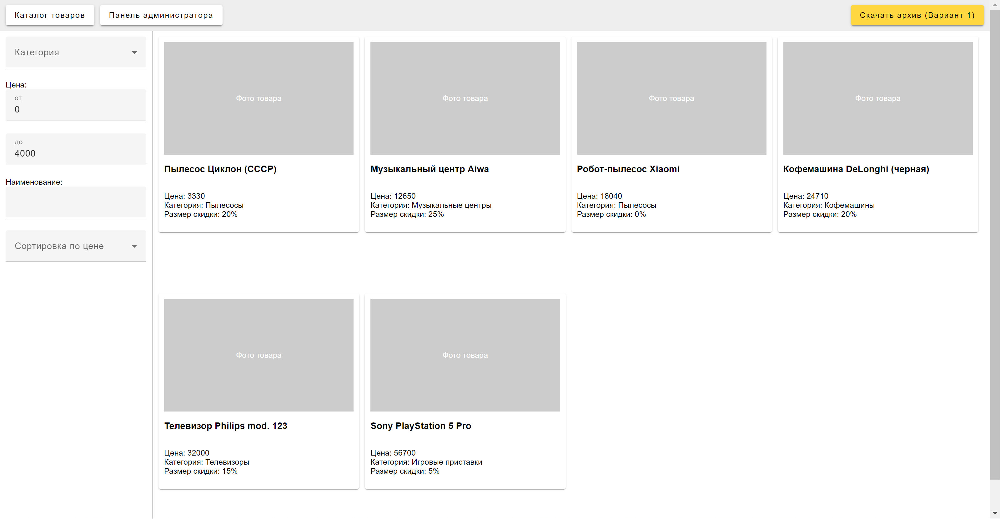 Каталог товаров
Панель администратора
Скачать архив (Вариант 1)
Категория
Цена:
от
0
до
4000
Наименование:
Сортировка по цене
Фото товара
Пылесос Циклон (СССР)
Цена: 3330
Категория: Пылесосы
Размер скидки: 20%
Фото товара
Музыкальный центр Aiwa
Цена: 12650
Категория: Музыкальные центры
Размер скидки: 25%
Фото товара
Робот-пылесос Xiaomi
Цена: 18040
Категория: Пылесосы
Размер скидки: 0%
Фото товара
Кофемашина DeLonghi (черная)
Цена: 24710
Категория: Кофемашины
Размер скидки: 20%
Фото товара
Телевизор Philips mod. 123
Цена: 32000
Категория: Телевизоры
Размер скидки: 15%
Фото товара
Sony PlayStation 5 Pro
Цена: 56700
Категория: Игровые приставки
Размер скидки: 5%